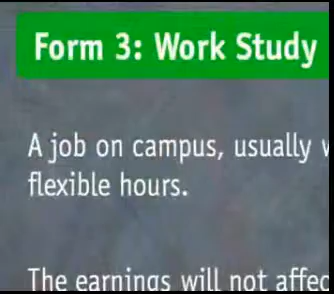 Form 3: Work Study
A job on campus, usually
flexible hours.
The earnings will not